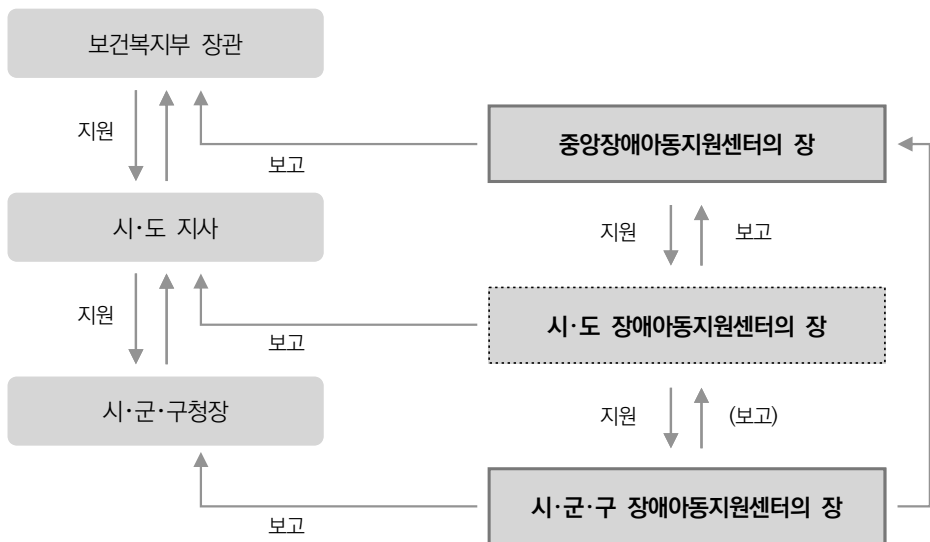 보건복지부 장관
지원
보고
중앙장애아동지원센터의 장
시·도 지사
지원
보고
지원
보고
시·도 장애아동지원센터의 장
시·군·구청장
지원
(보고)
보고
시·군·구 장애아동지원센터의 장